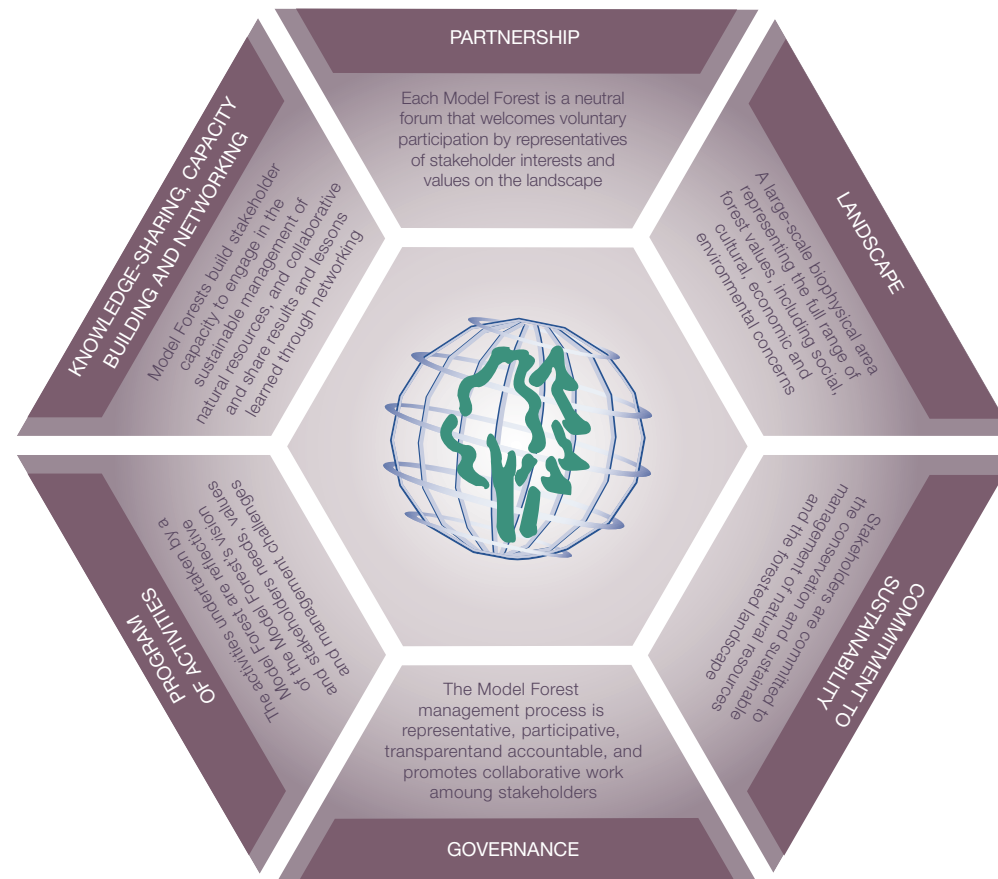 PARTNERSHIP
Each Model Forest is a neutral
forum that welcomes voluntary
participation by representatives
of stakeholder interests and
values on the landscape
LANDSCAPE
A large-scale biophysical area
representing the full range of
forest values, including social,
cultural, economic and
environmental concerns
COMMITMENT TO
SUSTAINABILITY
Stakeholders are committed to
the conservation and sustainable
management of natural resources
and the forested landscape
GOVERNANCE
The Model Forest
management process is
representative, participative,
transparentand accountable, and
promotes collaborative work
amoung stakeholders
PROGRAM
OF ACTIVITIES
The activities undertaken by a
Model Forest are reflective
of the Model Forest's vision
and stakeholders needs, values
and management challenges
KNOWLEDGE-SHARING, CAPACITY
BUILDING AND NETWORKING
Model Forests build stakeholder
capacity to engage in the
sustainable management of
natural resources, and collaborative
and share results and lessons
learned through networking